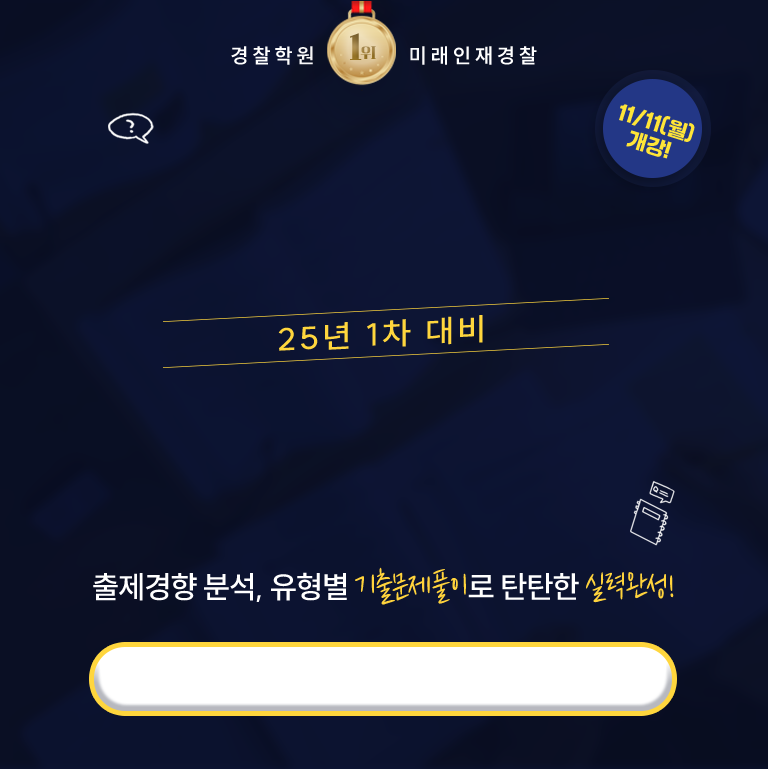 경찰학원 1위 미래인재경찰
?
11/11(월)
개강!
25년 1차 대비
출제경향 분석, 유형별 기출문제풀이로 탄탄한 실력완성!